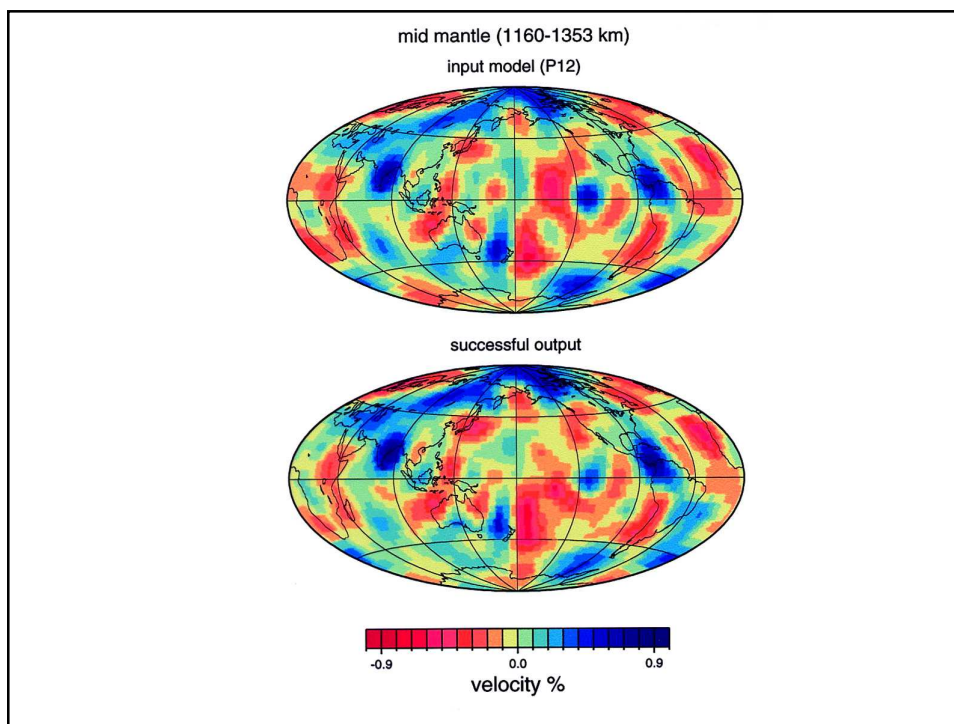 mid mantle (1160-1353 km)
input model (P12)
successful output
-0.9 0.0 0.9
velocity %